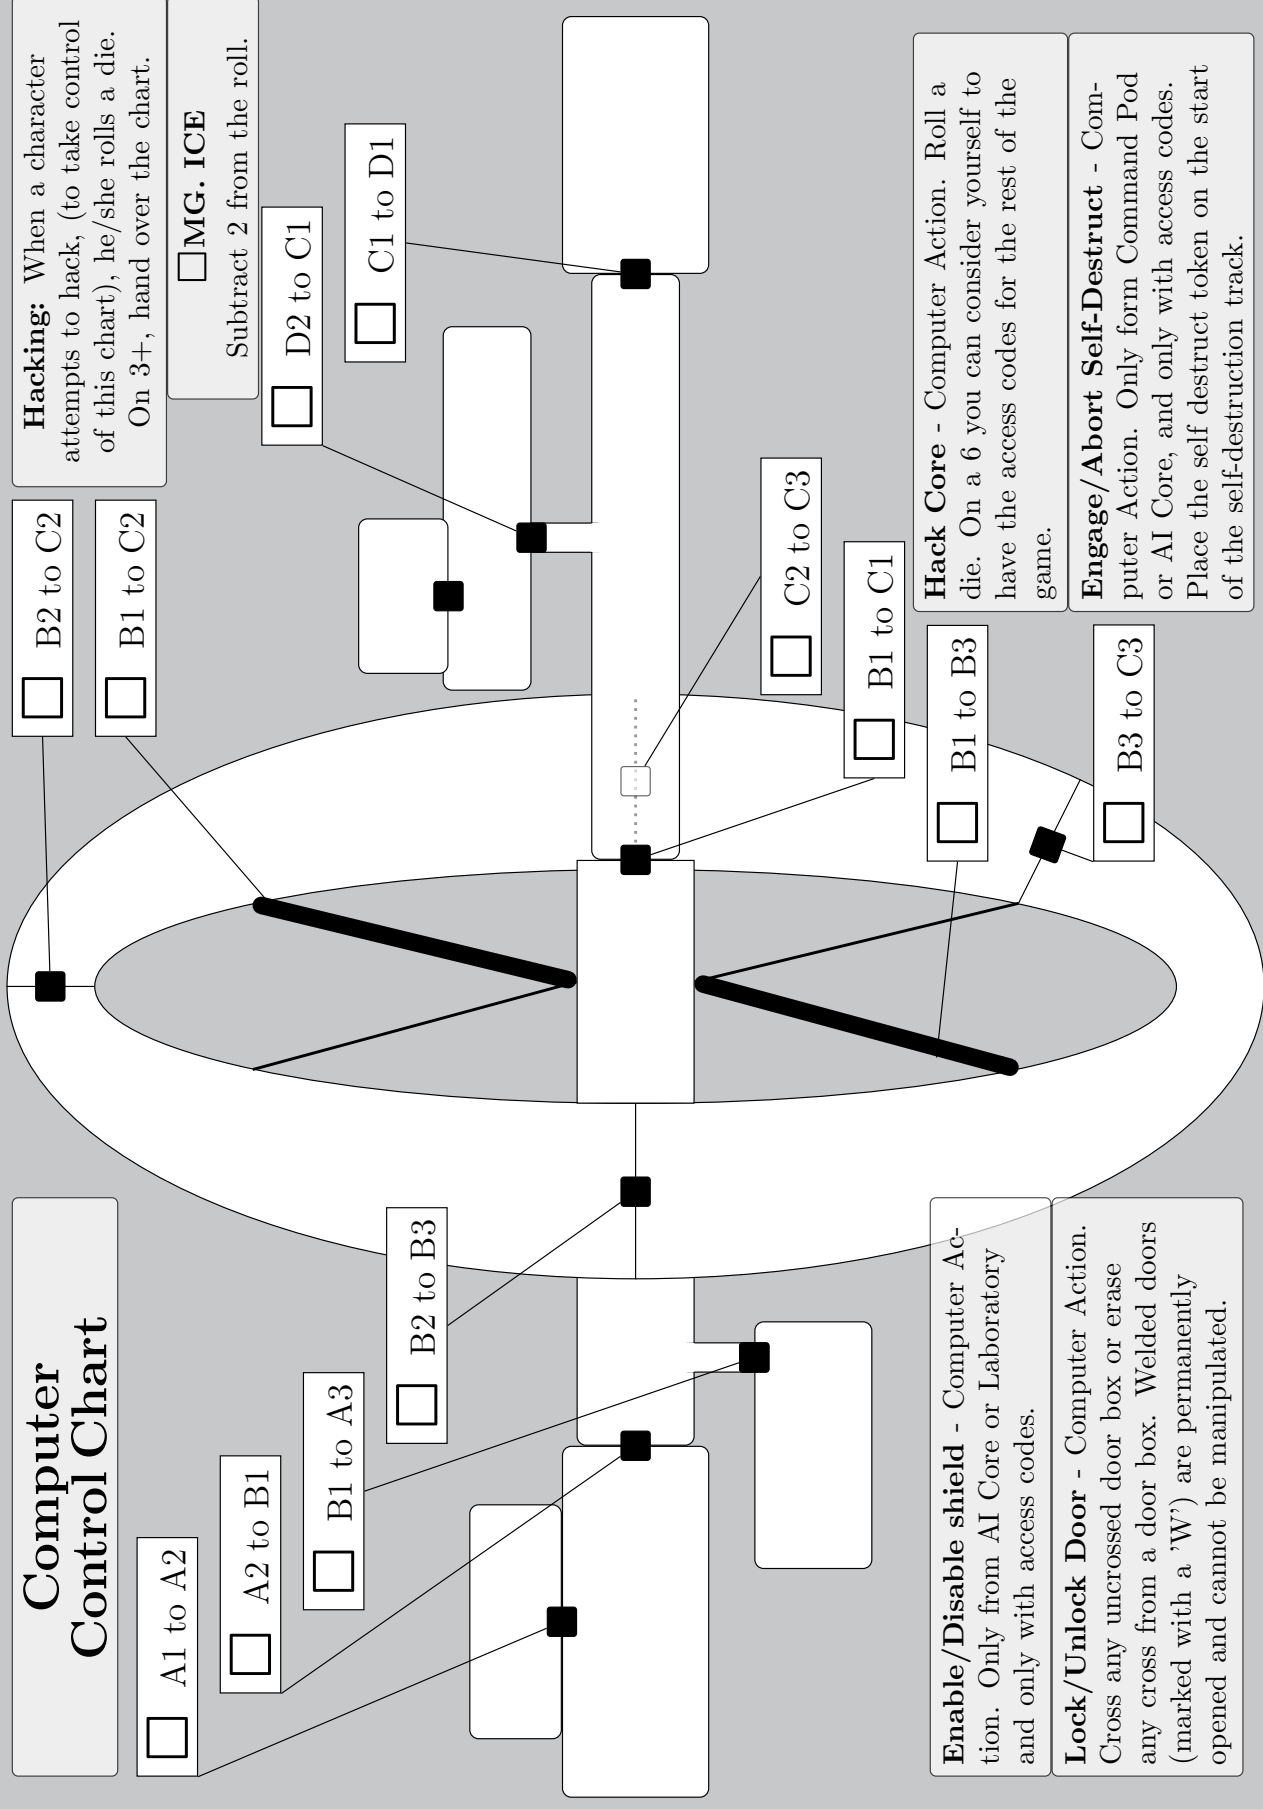 Computer
Control Chart
A1 to A2
A2 to B1
B1 to A3
B2 to B3
B2 to C2
B1 to C2
Hacking: When a character
attempts to hack, (to take control
of this chart), he/she rolls a die.
On 3+, hand over the chart.
MG. ICE
Subtract 2 from the roll.
D2 to C1
C1 to D1
C2 to C3
B1 to C1
B1 to B3
B3 to C3
Enable/Disable shield - Computer Ac-
tion. Only from AI Core or Laboratory
and only with access codes.
Lock/Unlock Door - Computer Action.
Cross any uncrossed door box or erase
any cross from a door box. Welded doors
(marked with a 'W') are permanently
opened and cannot be manipulated.
Hack Core - Computer Action. Roll a
die. On a 6 you can consider yourself to
have the access codes for the rest of the
game.
Engage/Abort Self-Destruct - Com-
puter Action. Only form Command Pod
or AI Core, and only with access codes.
Place the self destruct token on the start
of the self-destruction track.